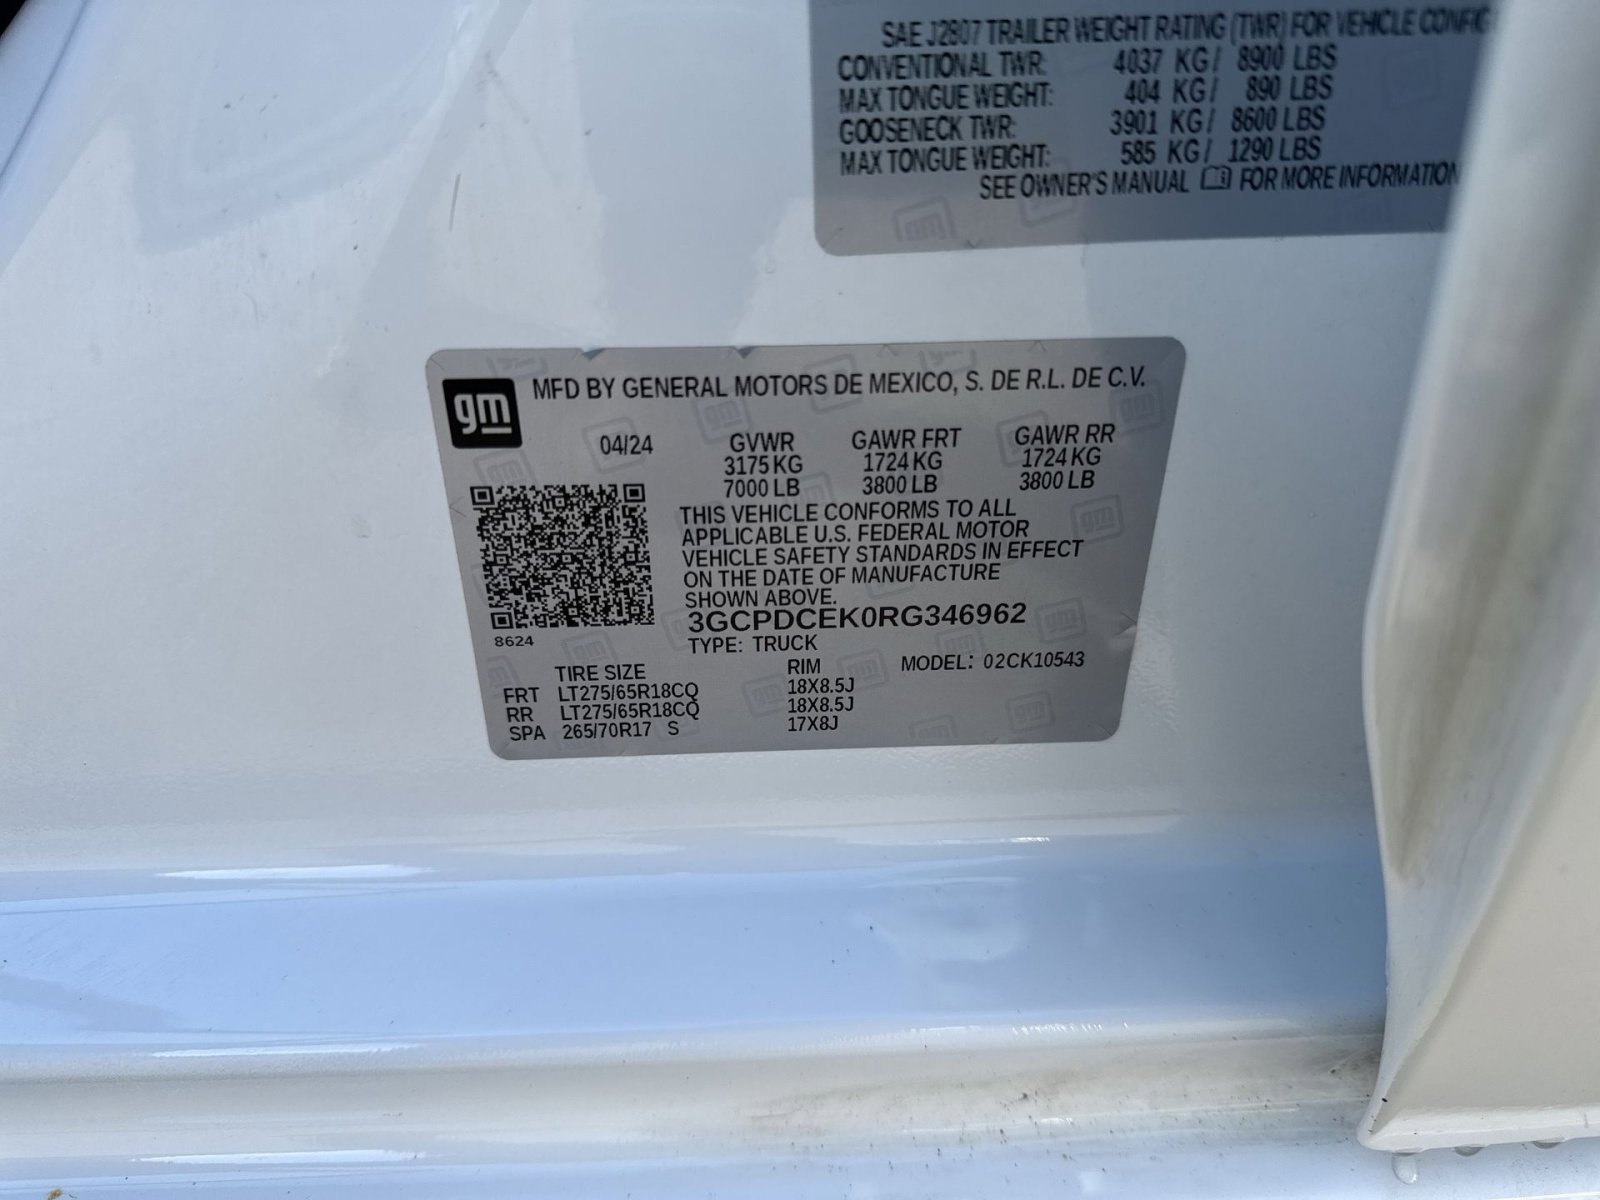 SAE J2807 TRAILER WEIGHT RATING (TWR) FOR VEHICLE CONFIG
CONVENTIONAL TWR: 4037 KG/ 8900 LBS
MAX TONGUE WEIGHT: 404 KG/ 890 LBS
GOOSENECK TWR: 3901 KG/ 8600 LBS
MAX TONGUE WEIGHT: 585 KG/ 1290 LBS
SEE OWNER'S MANUAL FOR MORE INFORMATION
gm
MFD BY GENERAL MOTORS DE MEXICO, S. DE R.L. DE C.V.
04/24 GVWR GAWR FRT GAWR RR
3175 KG 1724 KG 1724 KG
7000 LB 3800 LB 3800 LB
THIS VEHICLE CONFORMS TO ALL
APPLICABLE U.S. FEDERAL MOTOR
VEHICLE SAFETY STANDARDS IN EFFECT
ON THE DATE OF MANUFACTURE
SHOWN ABOVE.
3GCPDCEK0RG346962
8624
TYPE: TRUCK
TIRE SIZE RIM MODEL: 02CK10543
FRT LT275/65R18CQ 18X8.5J
RR LT275/65R18CQ 18X8.5J
SPA 265/70R17 S 17X8J